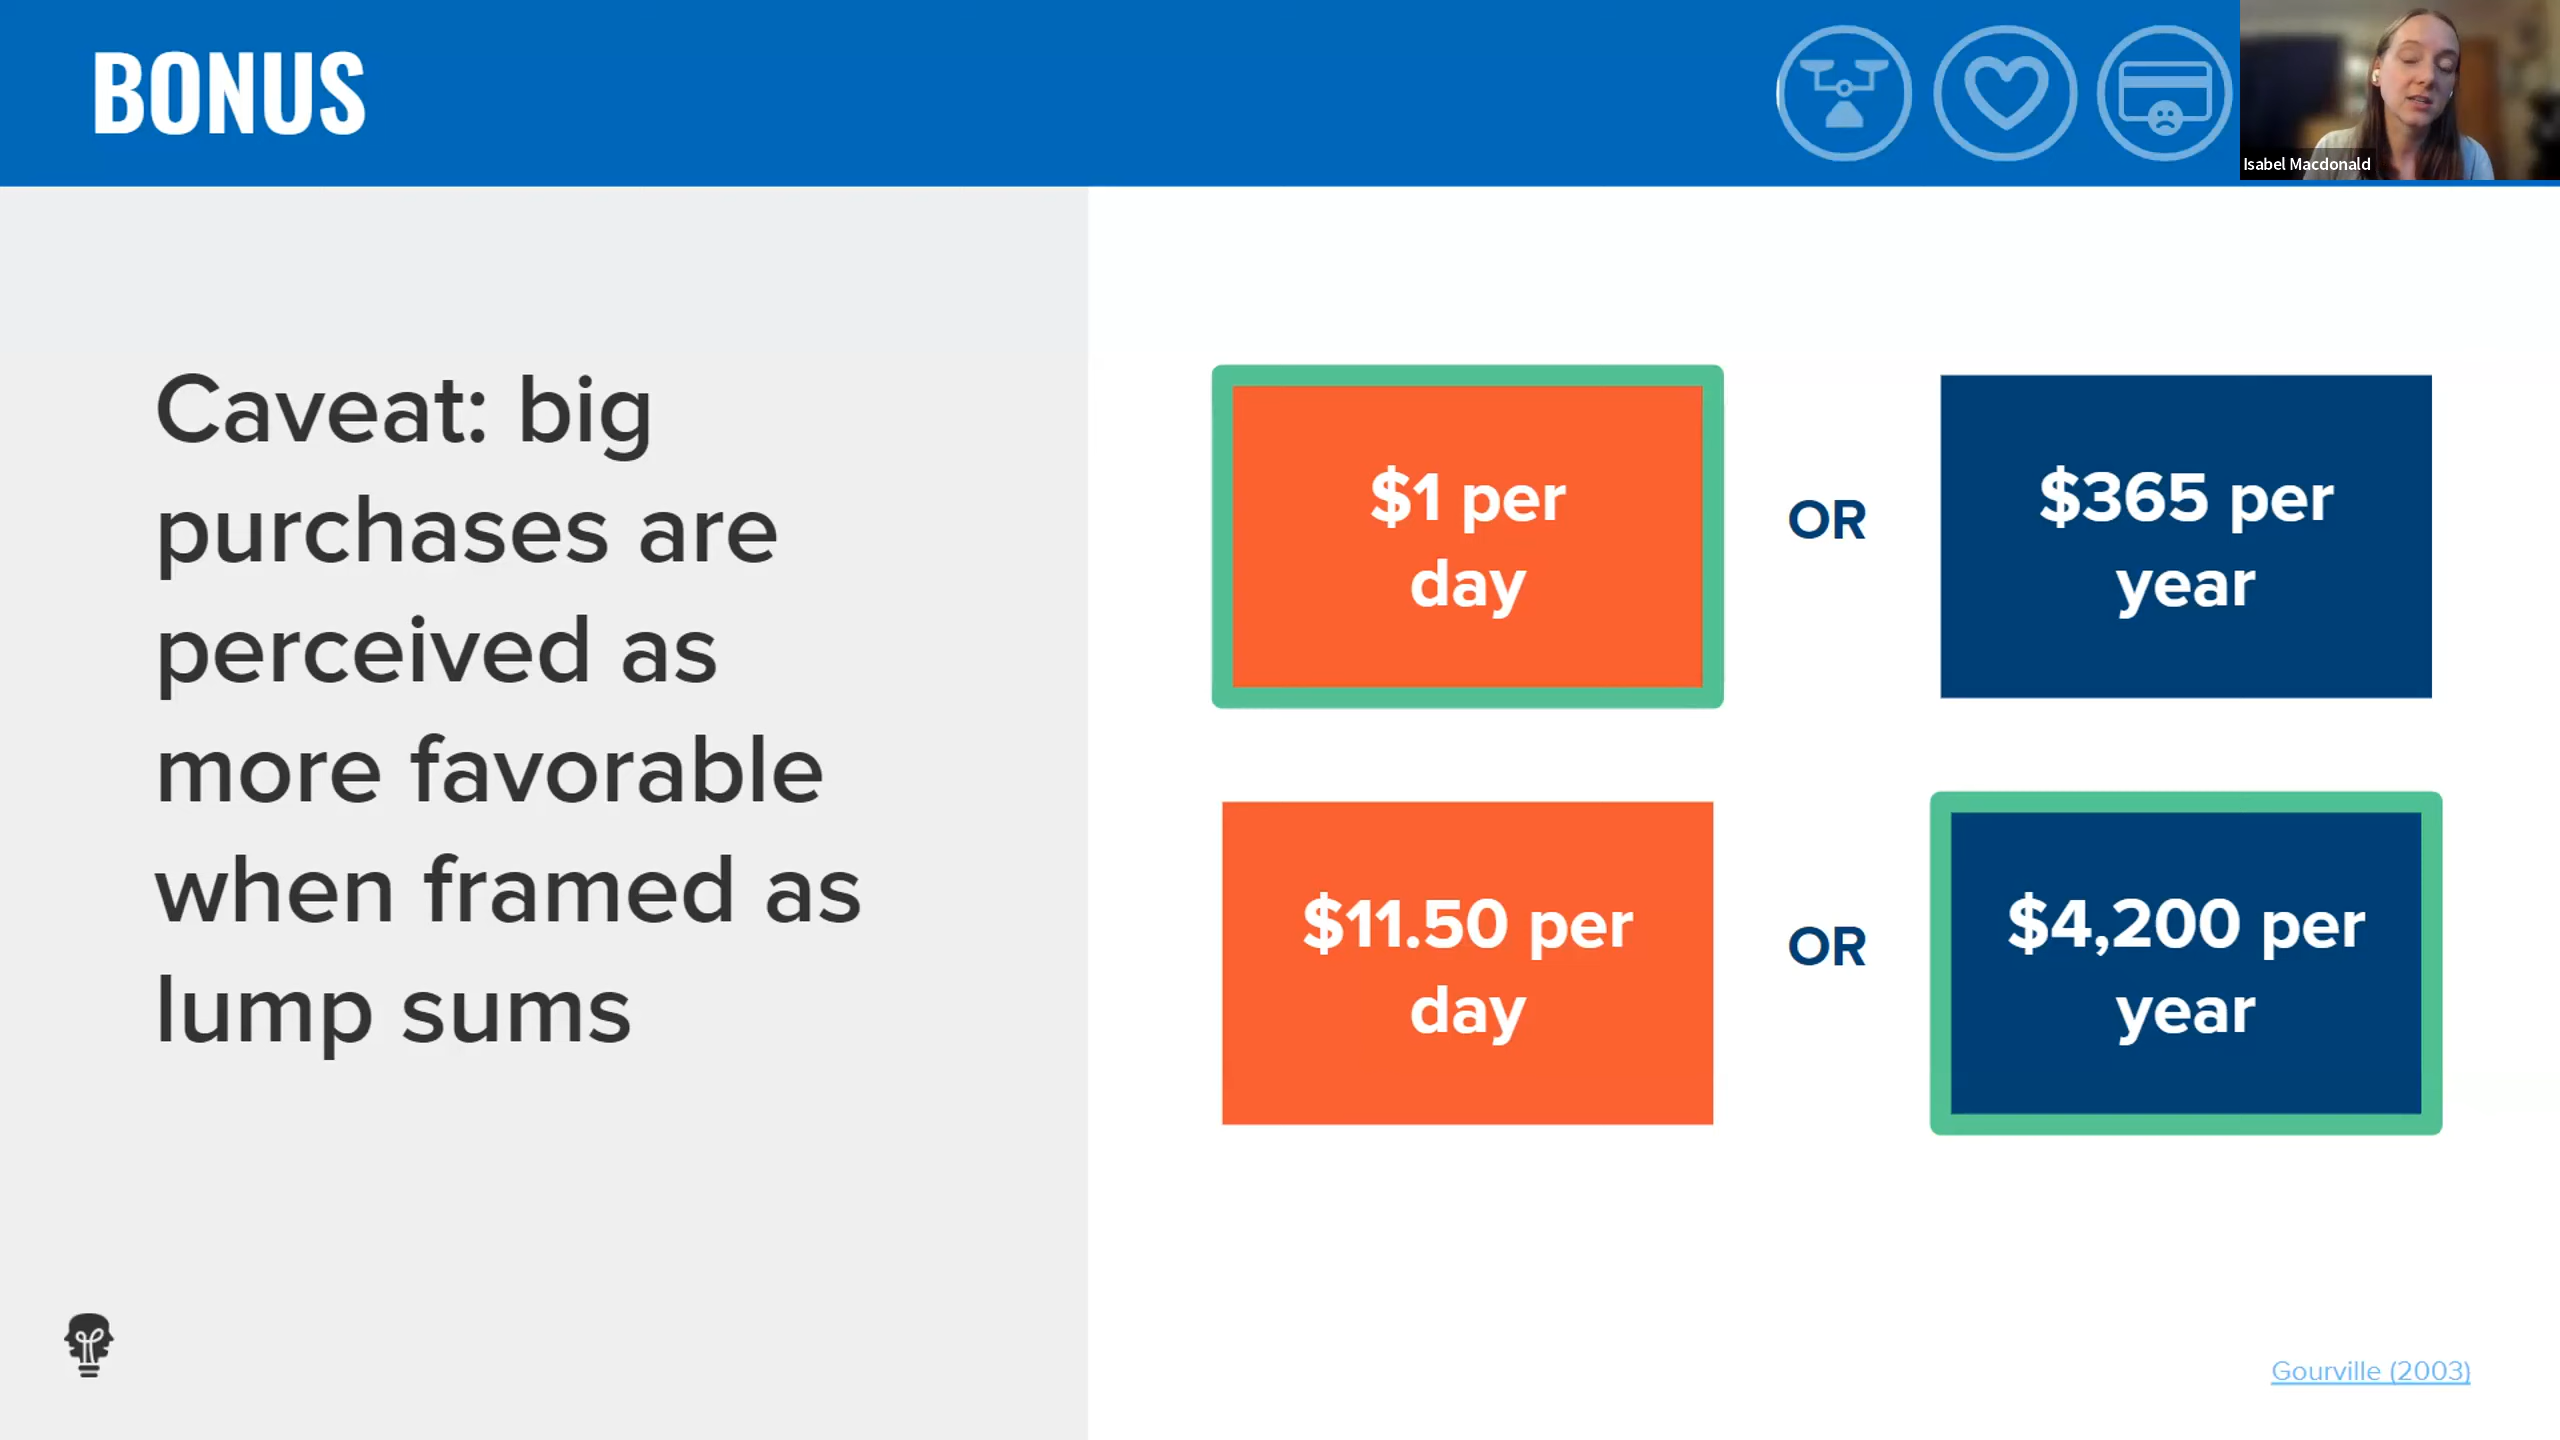 BONUS
Isabel Macdonald
Caveat: big
purchases are
perceived as
more favorable
when framed as
lump sums
$1 per
day
OR
$365 per
year
$11.50 per
day
OR
$4,200 per
year
Gourville (2003)